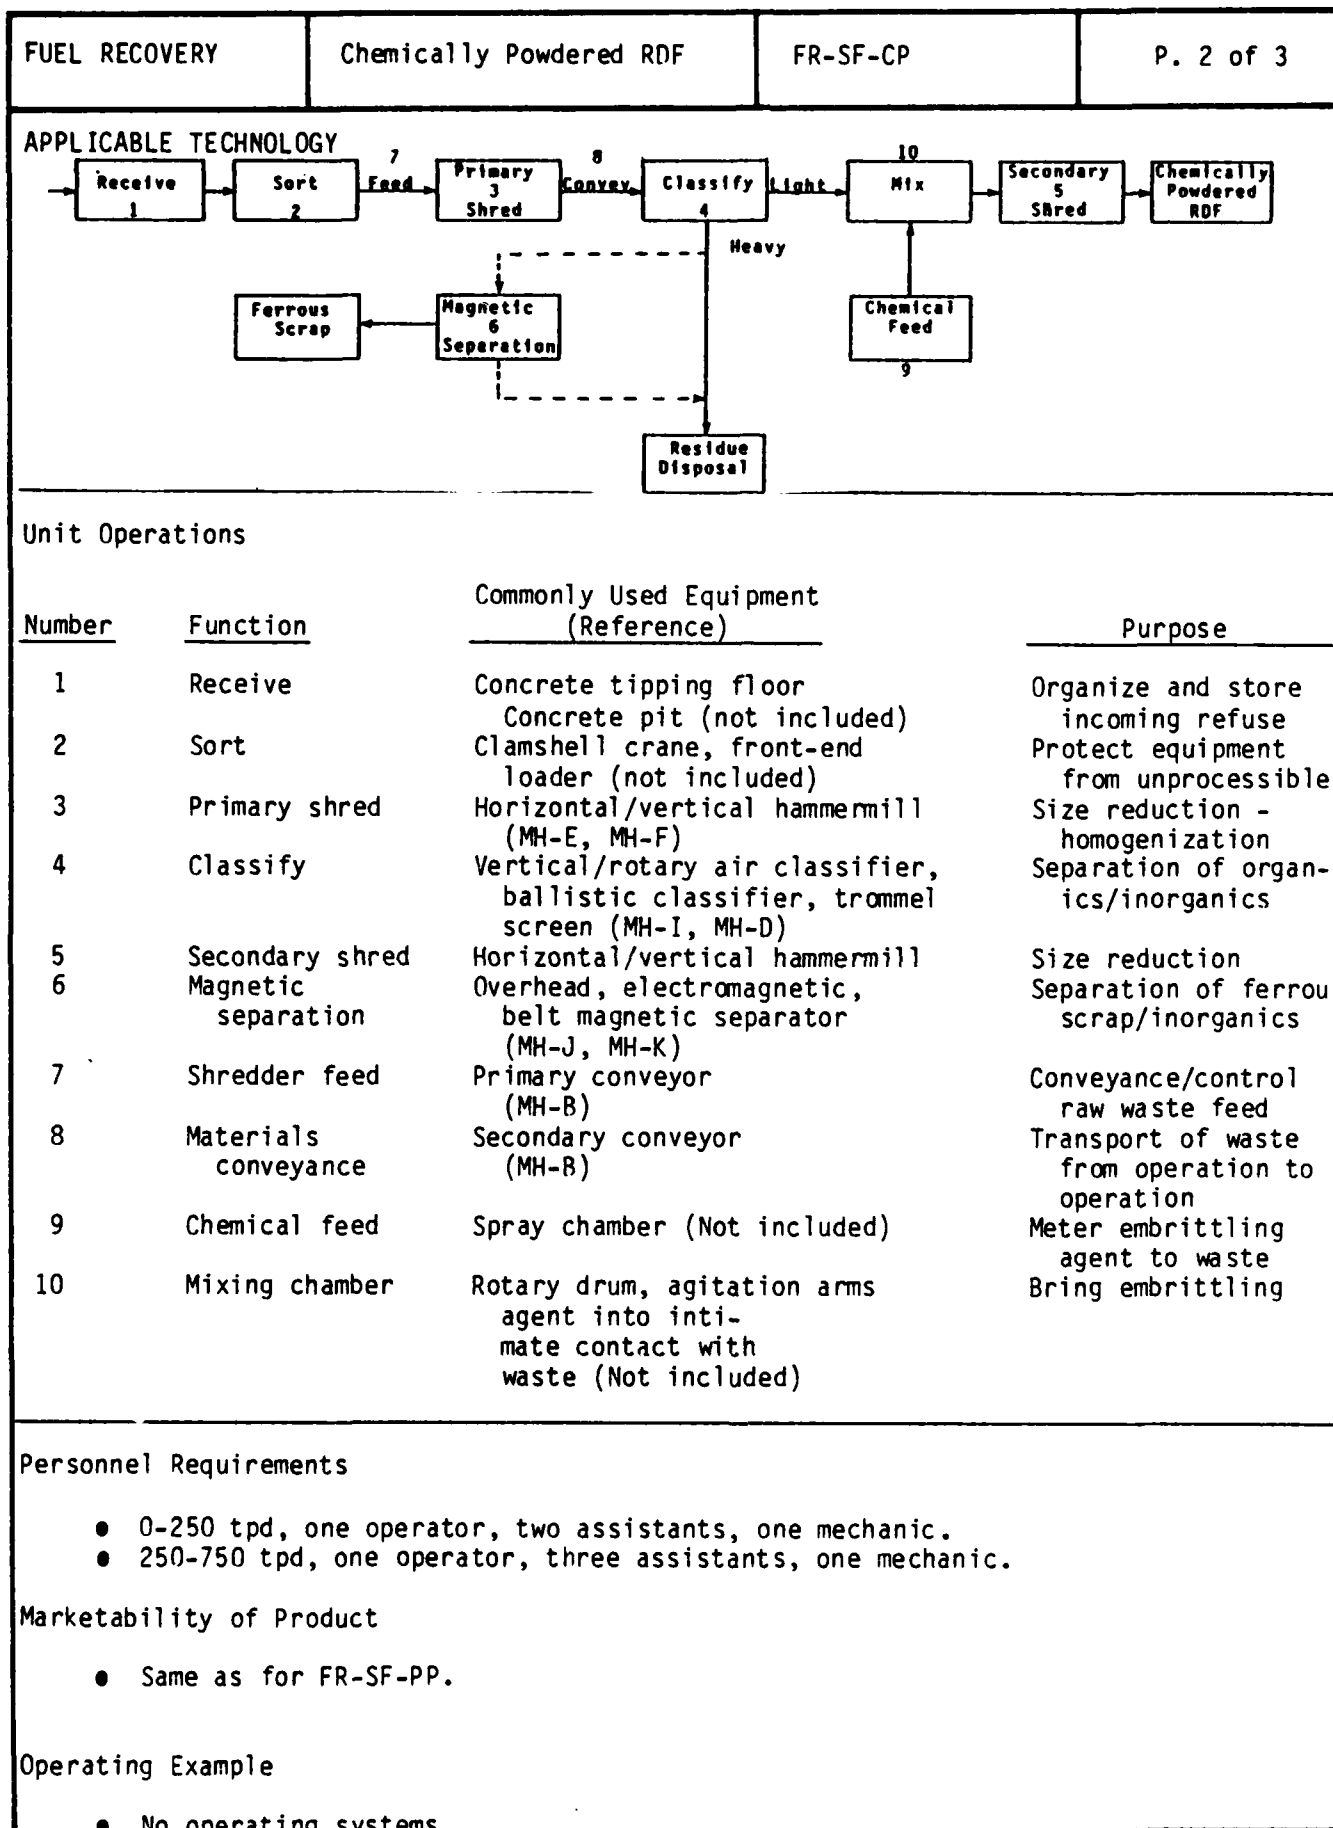 FUEL RECOVERY Chemically Powdered RDF FR-SF-CP P. 2 of 3
APPLICABLE TECHNOLOGY
7 8 10
Receive 1
Sort 2
Feed
Primary 3 Shred
Convey
Classify 4
Light
Mix
Secondary 5 Shred
Chemically Powdered RDF
Heavy
Ferrous Scrap
Magnetic 6 Separation
Chemical Feed
9
Residue Disposal
Unit Operations
Commonly Used Equipment
Number Function (Reference) Purpose
1 Receive Concrete tipping floor Organize and store
Concrete pit (not included) incoming refuse
2 Sort Clamshell crane, front-end Protect equipment
loader (not included) from unprocessible
3 Primary shred Horizontal/vertical hammermill Size reduction -
(MH-E, MH-F) homogenization
4 Classify Vertical/rotary air classifier, Separation of organ-
ballistic classifier, trommel ics/inorganics
screen (MH-I, MH-D)
5 Secondary shred Horizontal/vertical hammermill Size reduction
6 Magnetic Overhead, electromagnetic, Separation of ferrou
separation belt magnetic separator scrap/inorganics
(MH-J, MH-K)
7 Shredder feed Primary conveyor Conveyance/control
(MH-B) raw waste feed
8 Materials Secondary conveyor Transport of waste
conveyance (MH-B) from operation to
operation
9 Chemical feed Spray chamber (Not included) Meter embrittling
agent to waste
10 Mixing chamber Rotary drum, agitation arms Bring embrittling
agent into inti-
mate contact with
waste (Not included)
Personnel Requirements
● 0-250 tpd, one operator, two assistants, one mechanic.
● 250-750 tpd, one operator, three assistants, one mechanic.
Marketability of Product
● Same as for FR-SF-PP.
Operating Example
● No operating systems